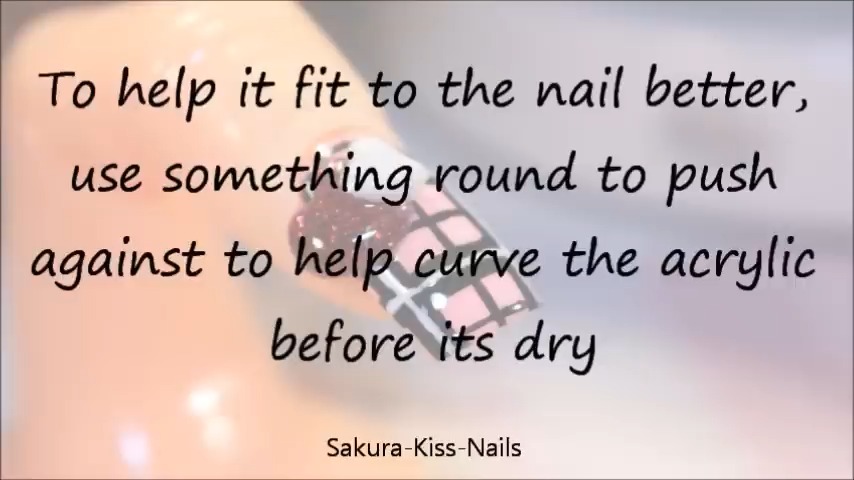 To help it fit to the nail better,
use something round to push
against to help curve the acrylic
before its dry
Sakura-Kiss-Nails